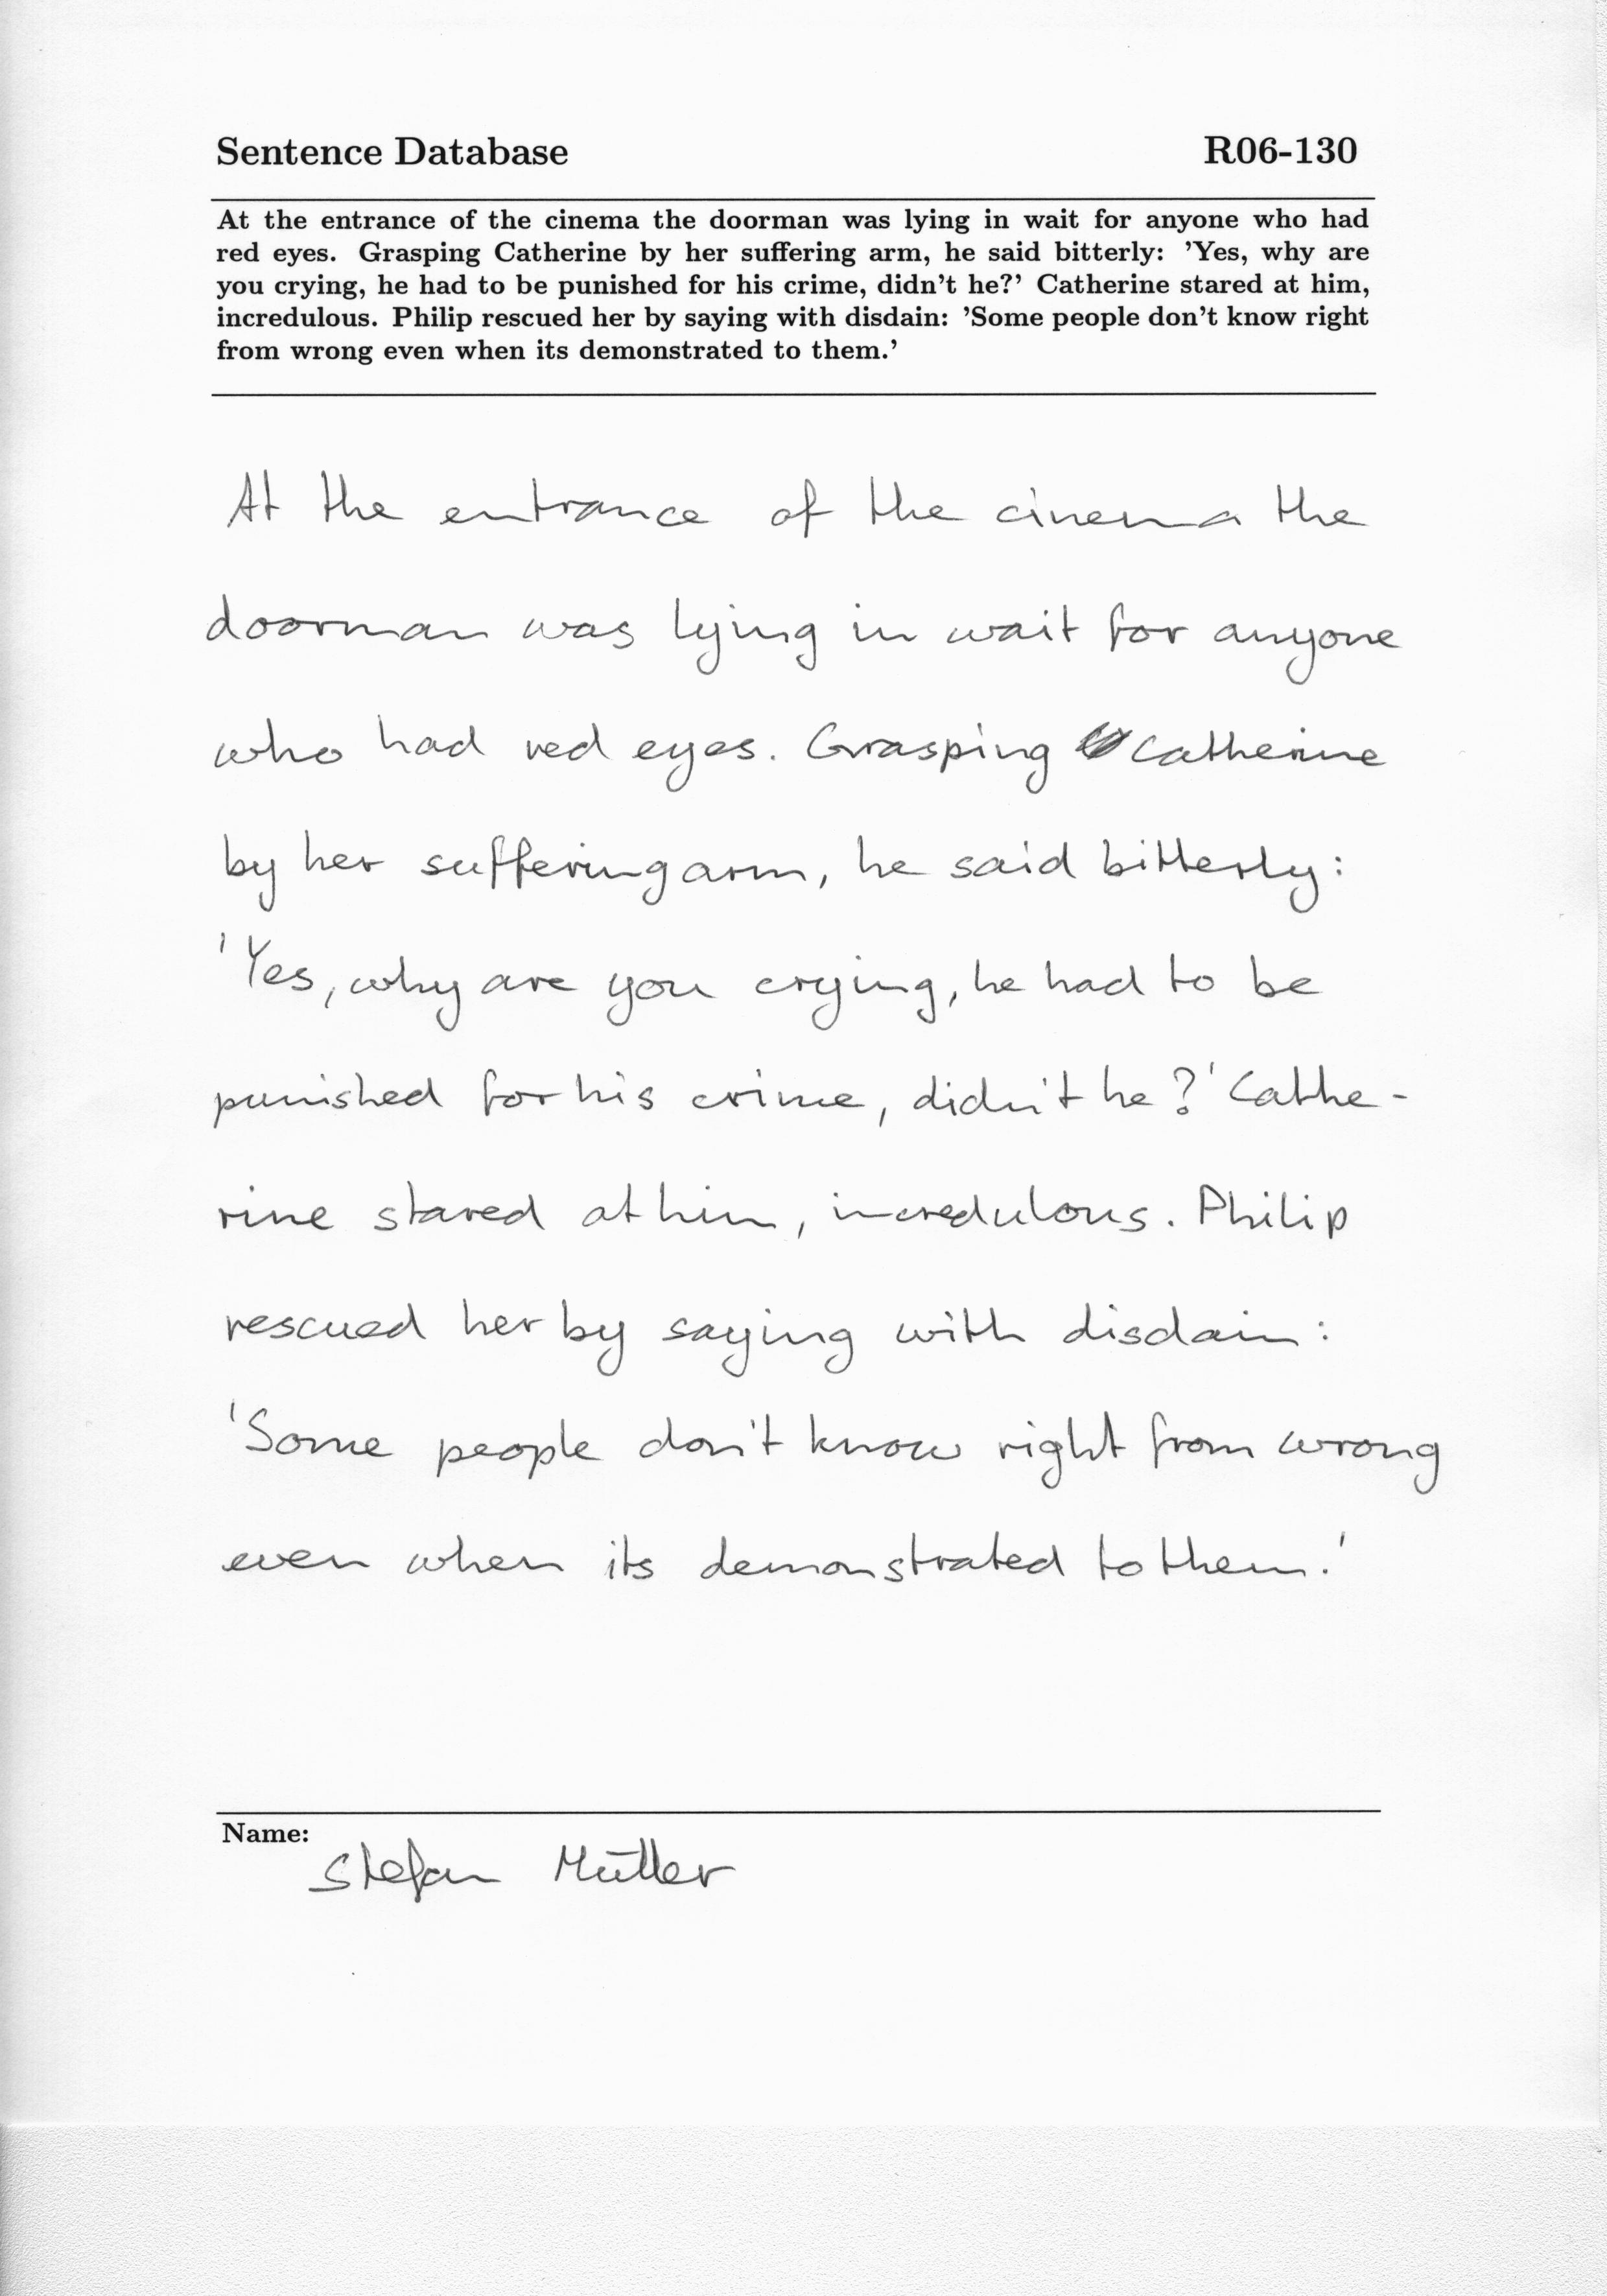 Sentence Database R06-130
At the entrance of the cinema the doorman was lying in wait for anyone who had
red eyes. Grasping Catherine by her suffering arm, he said bitterly: 'Yes, why are
you crying, he had to be punished for his crime, didn't he?' Catherine stared at him,
incredulous. Philip rescued her by saying with disdain: 'Some people don't know right
from wrong even when its demonstrated to them.'
At the entrance of the cinema the
doorman was lying in wait for anyone
who had red eyes. Grasping Catherine
by her suffering arm, he said bitterly:
'Yes, why are you crying, he had to be
punished for his crime, didn't he?' Cathe-
rine stared at him, incredulous. Philip
rescued her by saying with disdain:
'Some people don't know right from wrong
even when its demonstrated to them.'
Name:
Stefan Müller